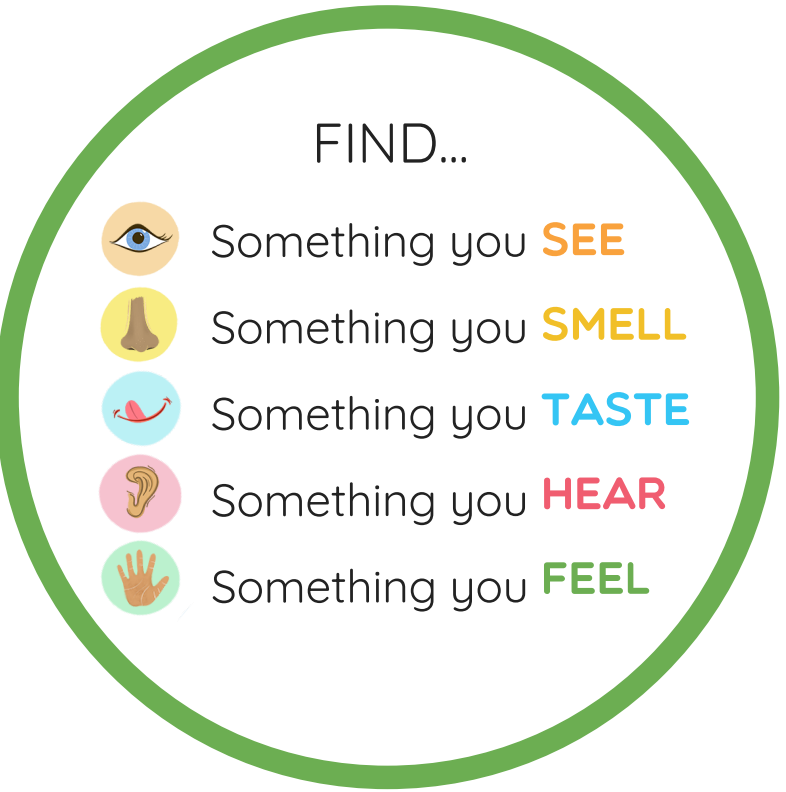 FIND...
Something you SEE
Something you SMELL
Something you TASTE
Something you HEAR
Something you FEEL